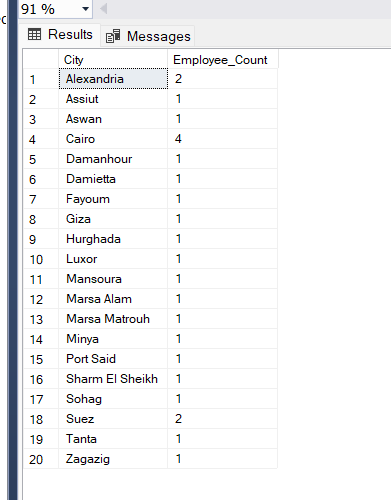 91 %
Results Messages
City Employee_Count
1 Alexandria 2
2 Assiut 1
3 Aswan 1
4 Cairo 4
5 Damanhour 1
6 Damietta 1
7 Fayoum 1
8 Giza 1
9 Hurghada 1
10 Luxor 1
11 Mansoura 1
12 Marsa Alam 1
13 Marsa Matrouh 1
14 Minya 1
15 Port Said 1
16 Sharm El Sheikh 1
17 Sohag 1
18 Suez 2
19 Tanta 1
20 Zagazig 1